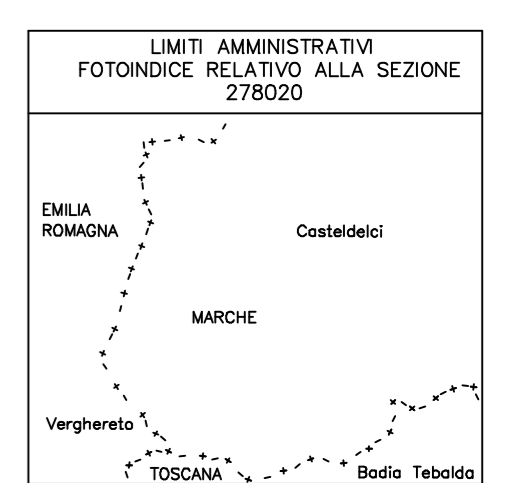 LIMITI AMMINISTRATIVI
FOTOINDICE RELATIVO ALLA SEZIONE
278020
EMILIA
ROMAGNA
Casteldelci
MARCHE
Verghereto
TOSCANA
Badia Tebalda